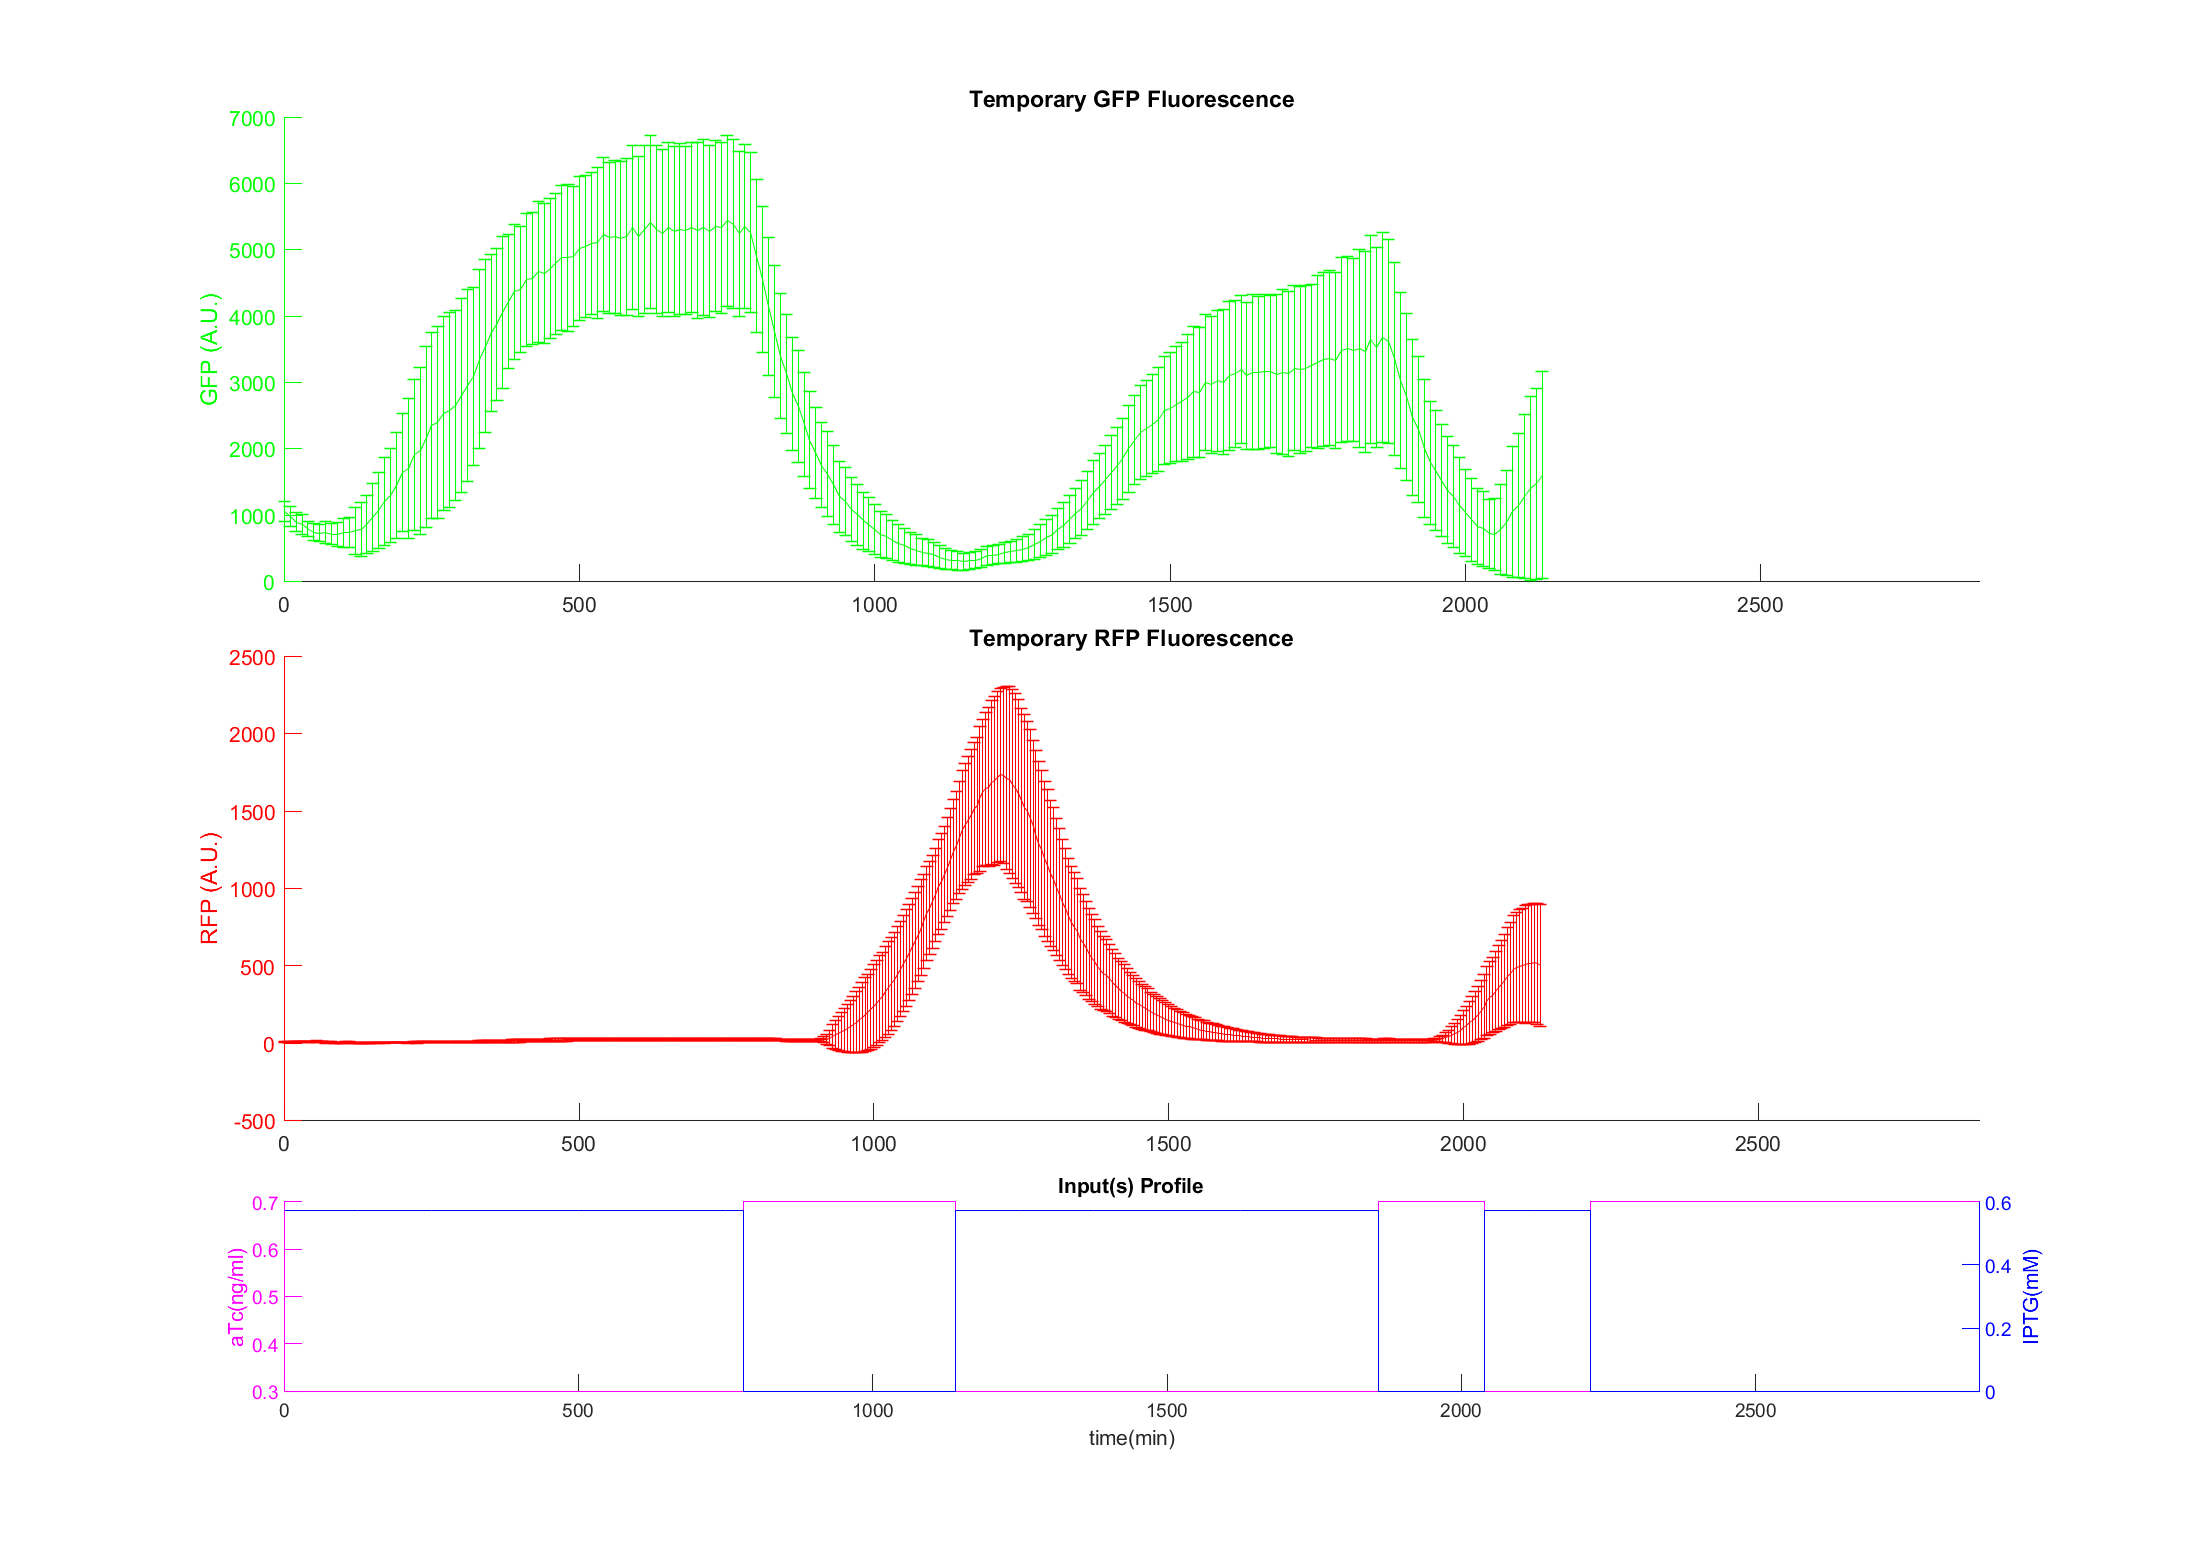 Temporary GFP Fluorescence
7000
6000
5000
4000
3000
2000
1000
0
GFP (A.U.)
0 500 1000 1500 2000 2500
Temporary RFP Fluorescence
2500
2000
1500
1000
500
0
-500
RFP (A.U.)
0 500 1000 1500 2000 2500
Input(s) Profile
0.7
0.6
0.5
0.4
0.3
aTc(ng/ml)
0.6
0.4
0.2
0
IPTG(mM)
0 500 1000 1500 2000 2500
time(min)